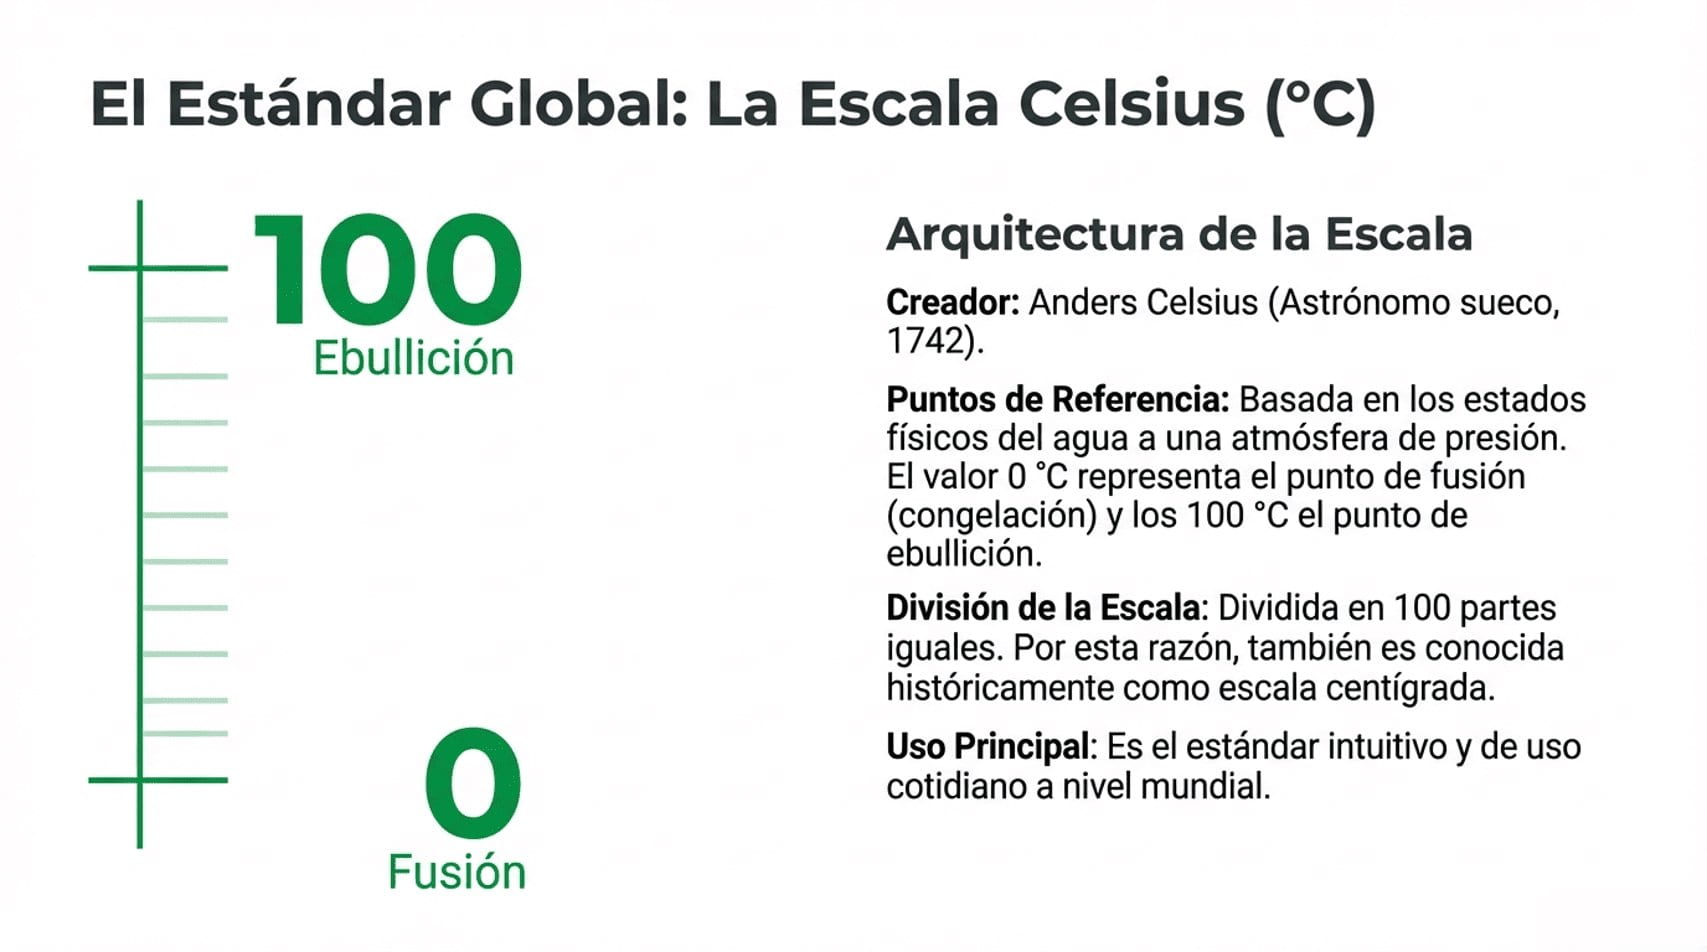 El Estándar Global: La Escala Celsius (°C)
100
Ebullición
0
Fusión
Arquitectura de la Escala
Creador: Anders Celsius (Astrónomo sueco,
1742).
Puntos de Referencia: Basada en los estados
físicos del agua a una atmósfera de presión.
El valor 0 °C representa el punto de fusión
(congelación) y los 100 °C el punto de
ebullición.
División de la Escala: Dividida en 100 partes
iguales. Por esta razón, también es conocida
históricamente como escala centígrada.
Uso Principal: Es el estándar intuitivo y de uso
cotidiano a nivel mundial.